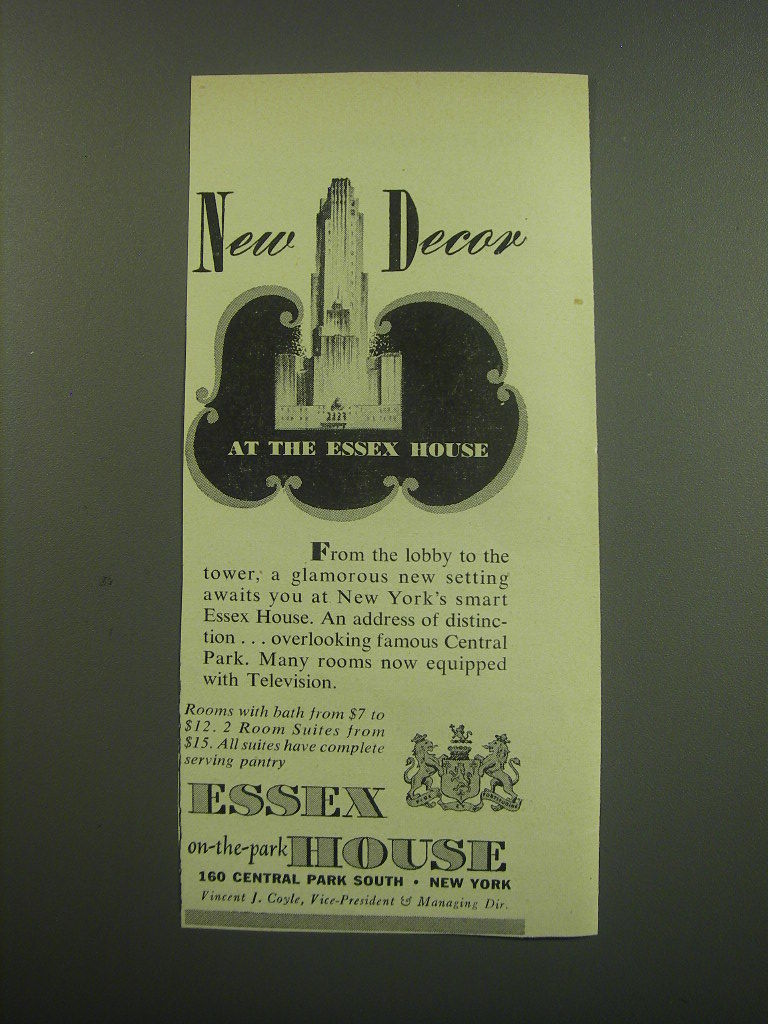 New Decor
AT THE ESSEX HOUSE
From the lobby to the
tower, a glamorous new setting
awaits you at New York's smart
Essex House. An address of distinc-
tion . . . overlooking famous Central
Park. Many rooms now equipped
with Television.
Rooms with bath from $7 to
$12. 2 Room Suites from
$15. All suites have complete
serving pantry
ESSEX
on-the-park HOUSE
160 CENTRAL PARK SOUTH • NEW YORK
Vincent J. Coyle, Vice-President & Managing Dir.